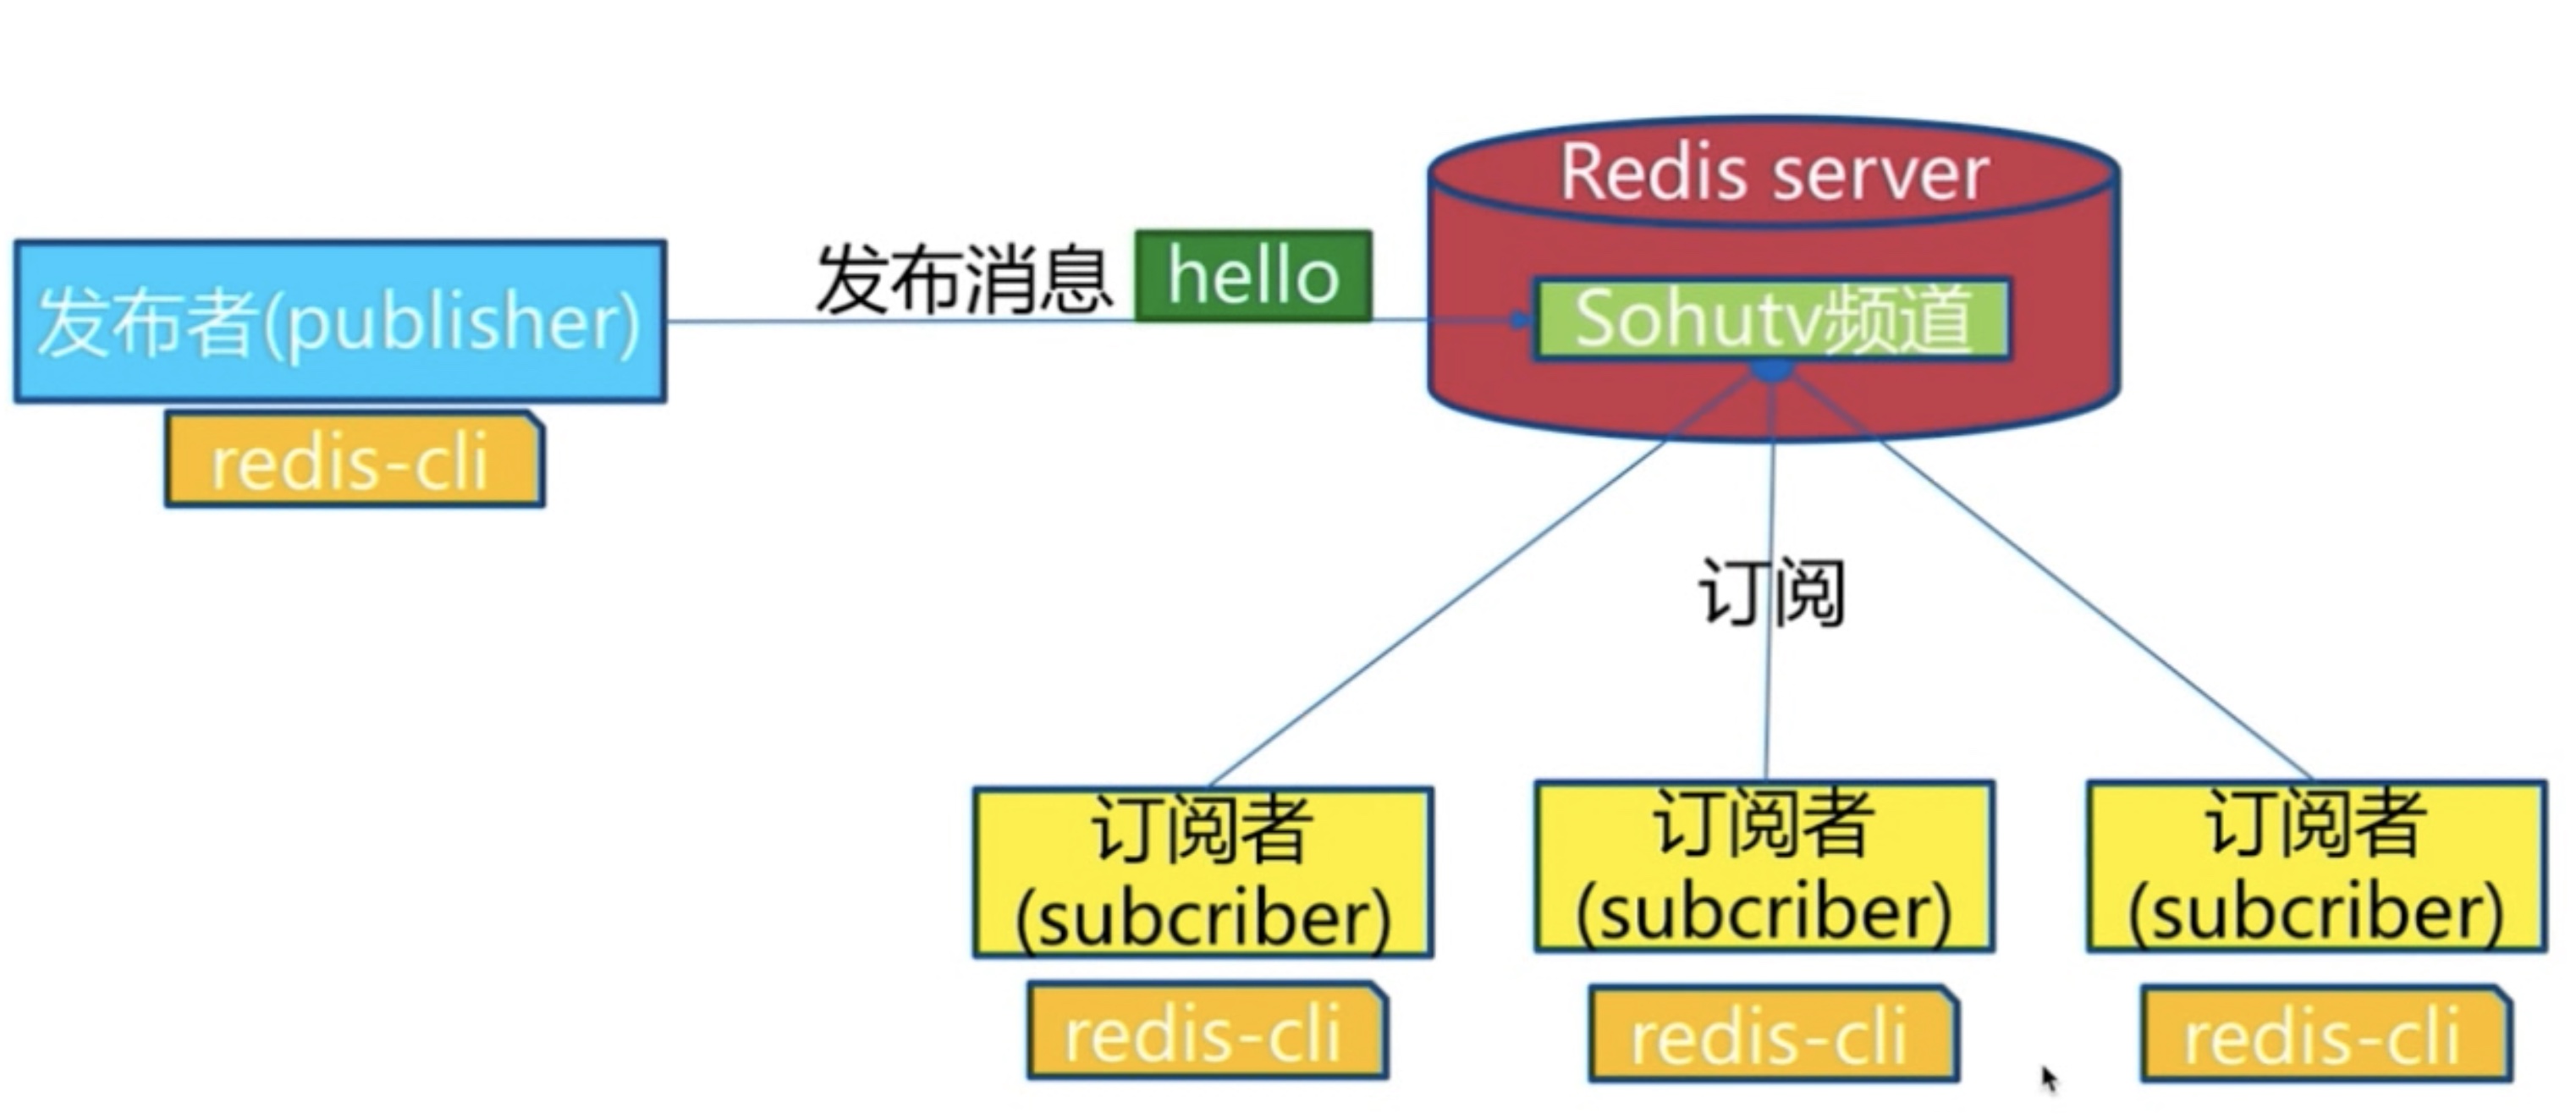 Redis server
发布消息
hello
发布者(publisher)
Sohutv频道
redis-cli
订阅
订阅者
(subcriber)
订阅者
(subcriber)
订阅者
(subcriber)
redis-cli
redis-cli
redis-cli